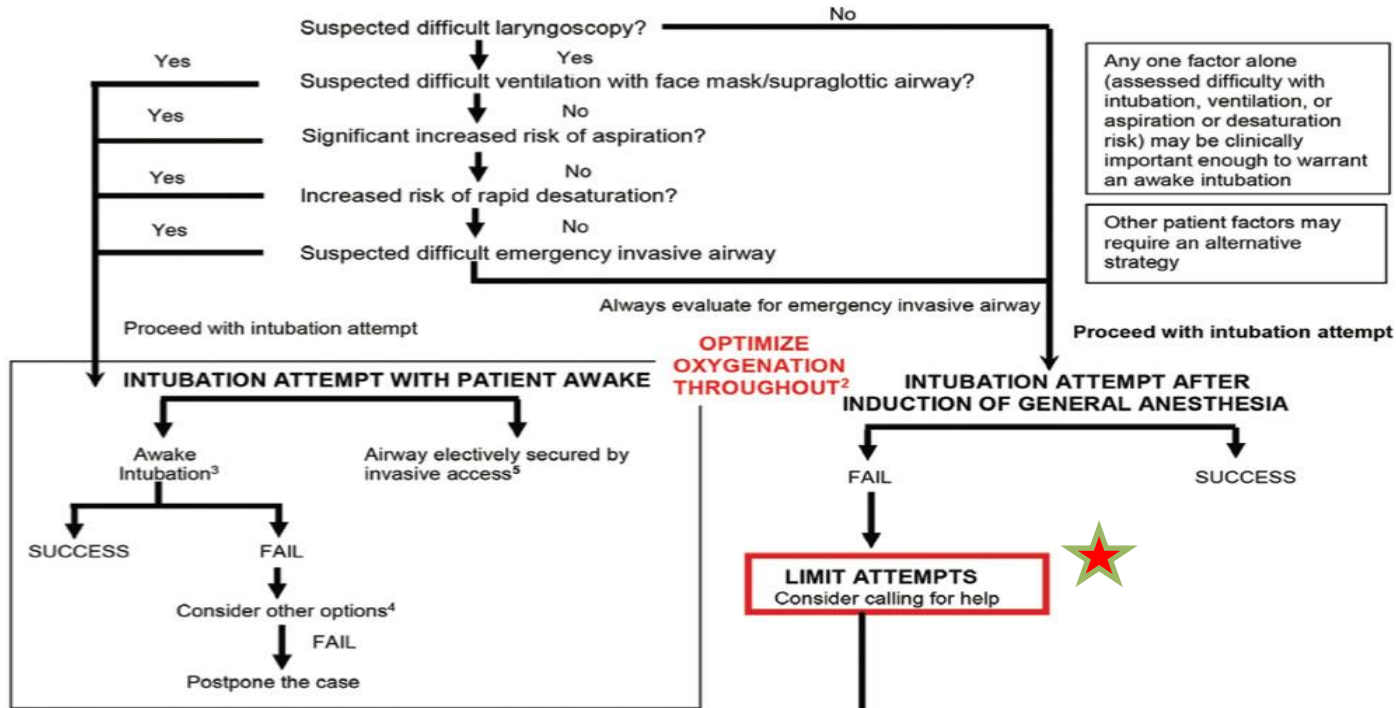 No
Suspected difficult laryngoscopy?
Yes
Yes
Suspected difficult ventilation with face mask/supraglottic airway?
Yes
No
Significant increased risk of aspiration?
Yes
No
Increased risk of rapid desaturation?
Yes
No
Suspected difficult emergency invasive airway
Any one factor alone
(assessed difficulty with
intubation, ventilation, or
aspiration or desaturation
risk) may be clinically
important enough to warrant
an awake intubation
Other patient factors may
require an alternative
strategy
Always evaluate for emergency invasive airway
Proceed with intubation attempt
Proceed with intubation attempt
OPTIMIZE
OXYGENATION
THROUGHOUT²
INTUBATION ATTEMPT WITH PATIENT AWAKE
Awake
Intubation³
Airway electively secured by
invasive access⁵
SUCCESS
FAIL
Consider other options⁴
FAIL
Postpone the case
INTUBATION ATTEMPT AFTER
INDUCTION OF GENERAL ANESTHESIA
FAIL
SUCCESS
LIMIT ATTEMPTS
Consider calling for help